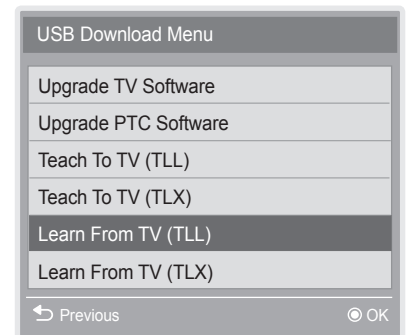 USB Download Menu
Upgrade TV Software
Upgrade PTC Software
Teach To TV (TLL)
Teach To TV (TLX)
Learn From TV (TLL)
Learn From TV (TLX)
Previous
OK